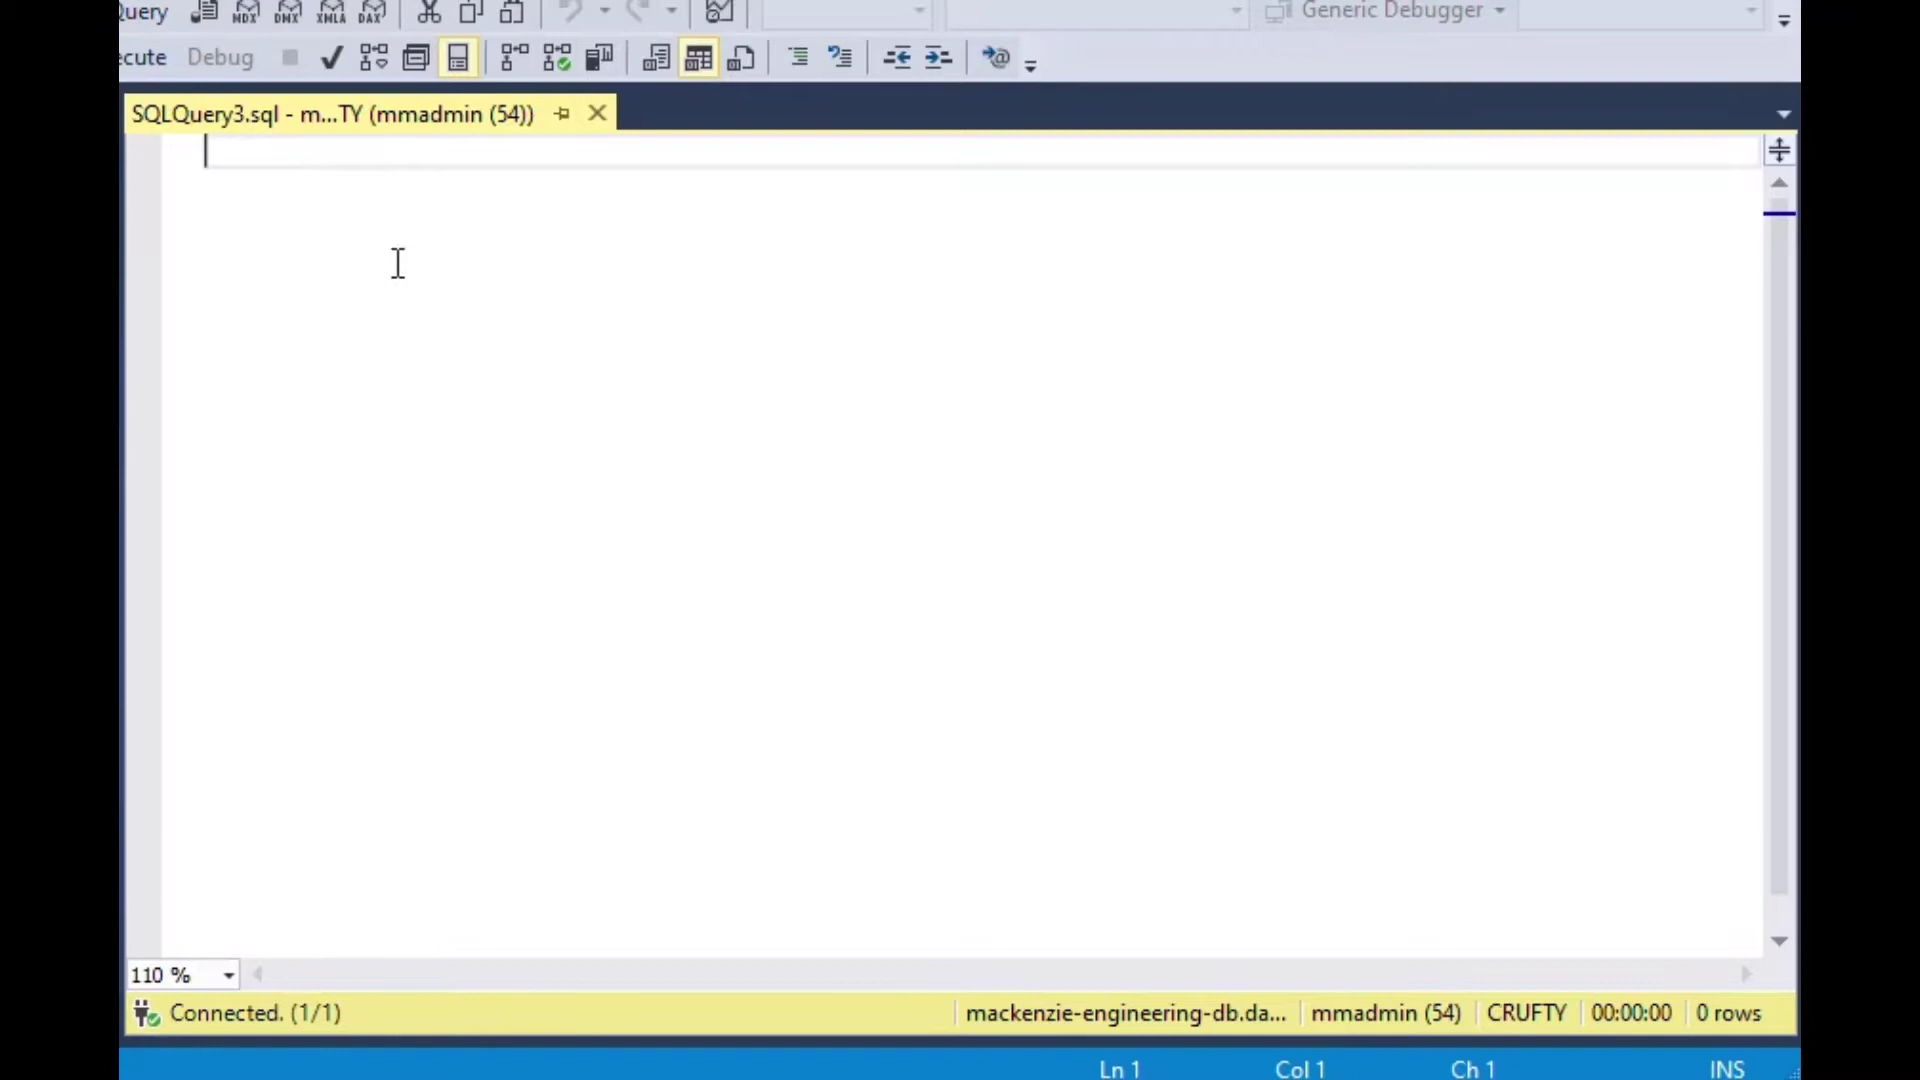 Query MDX DMX XMLA DAX Generic Debugger
ecute Debug
SQLQuery3.sql - m...TY (mmadmin (54))
110 %
Connected. (1/1) mackenzie-engineering-db.da... mmadmin (54) CRUFTY 00:00:00 0 rows
Ln 1 Col 1 Ch 1 INS